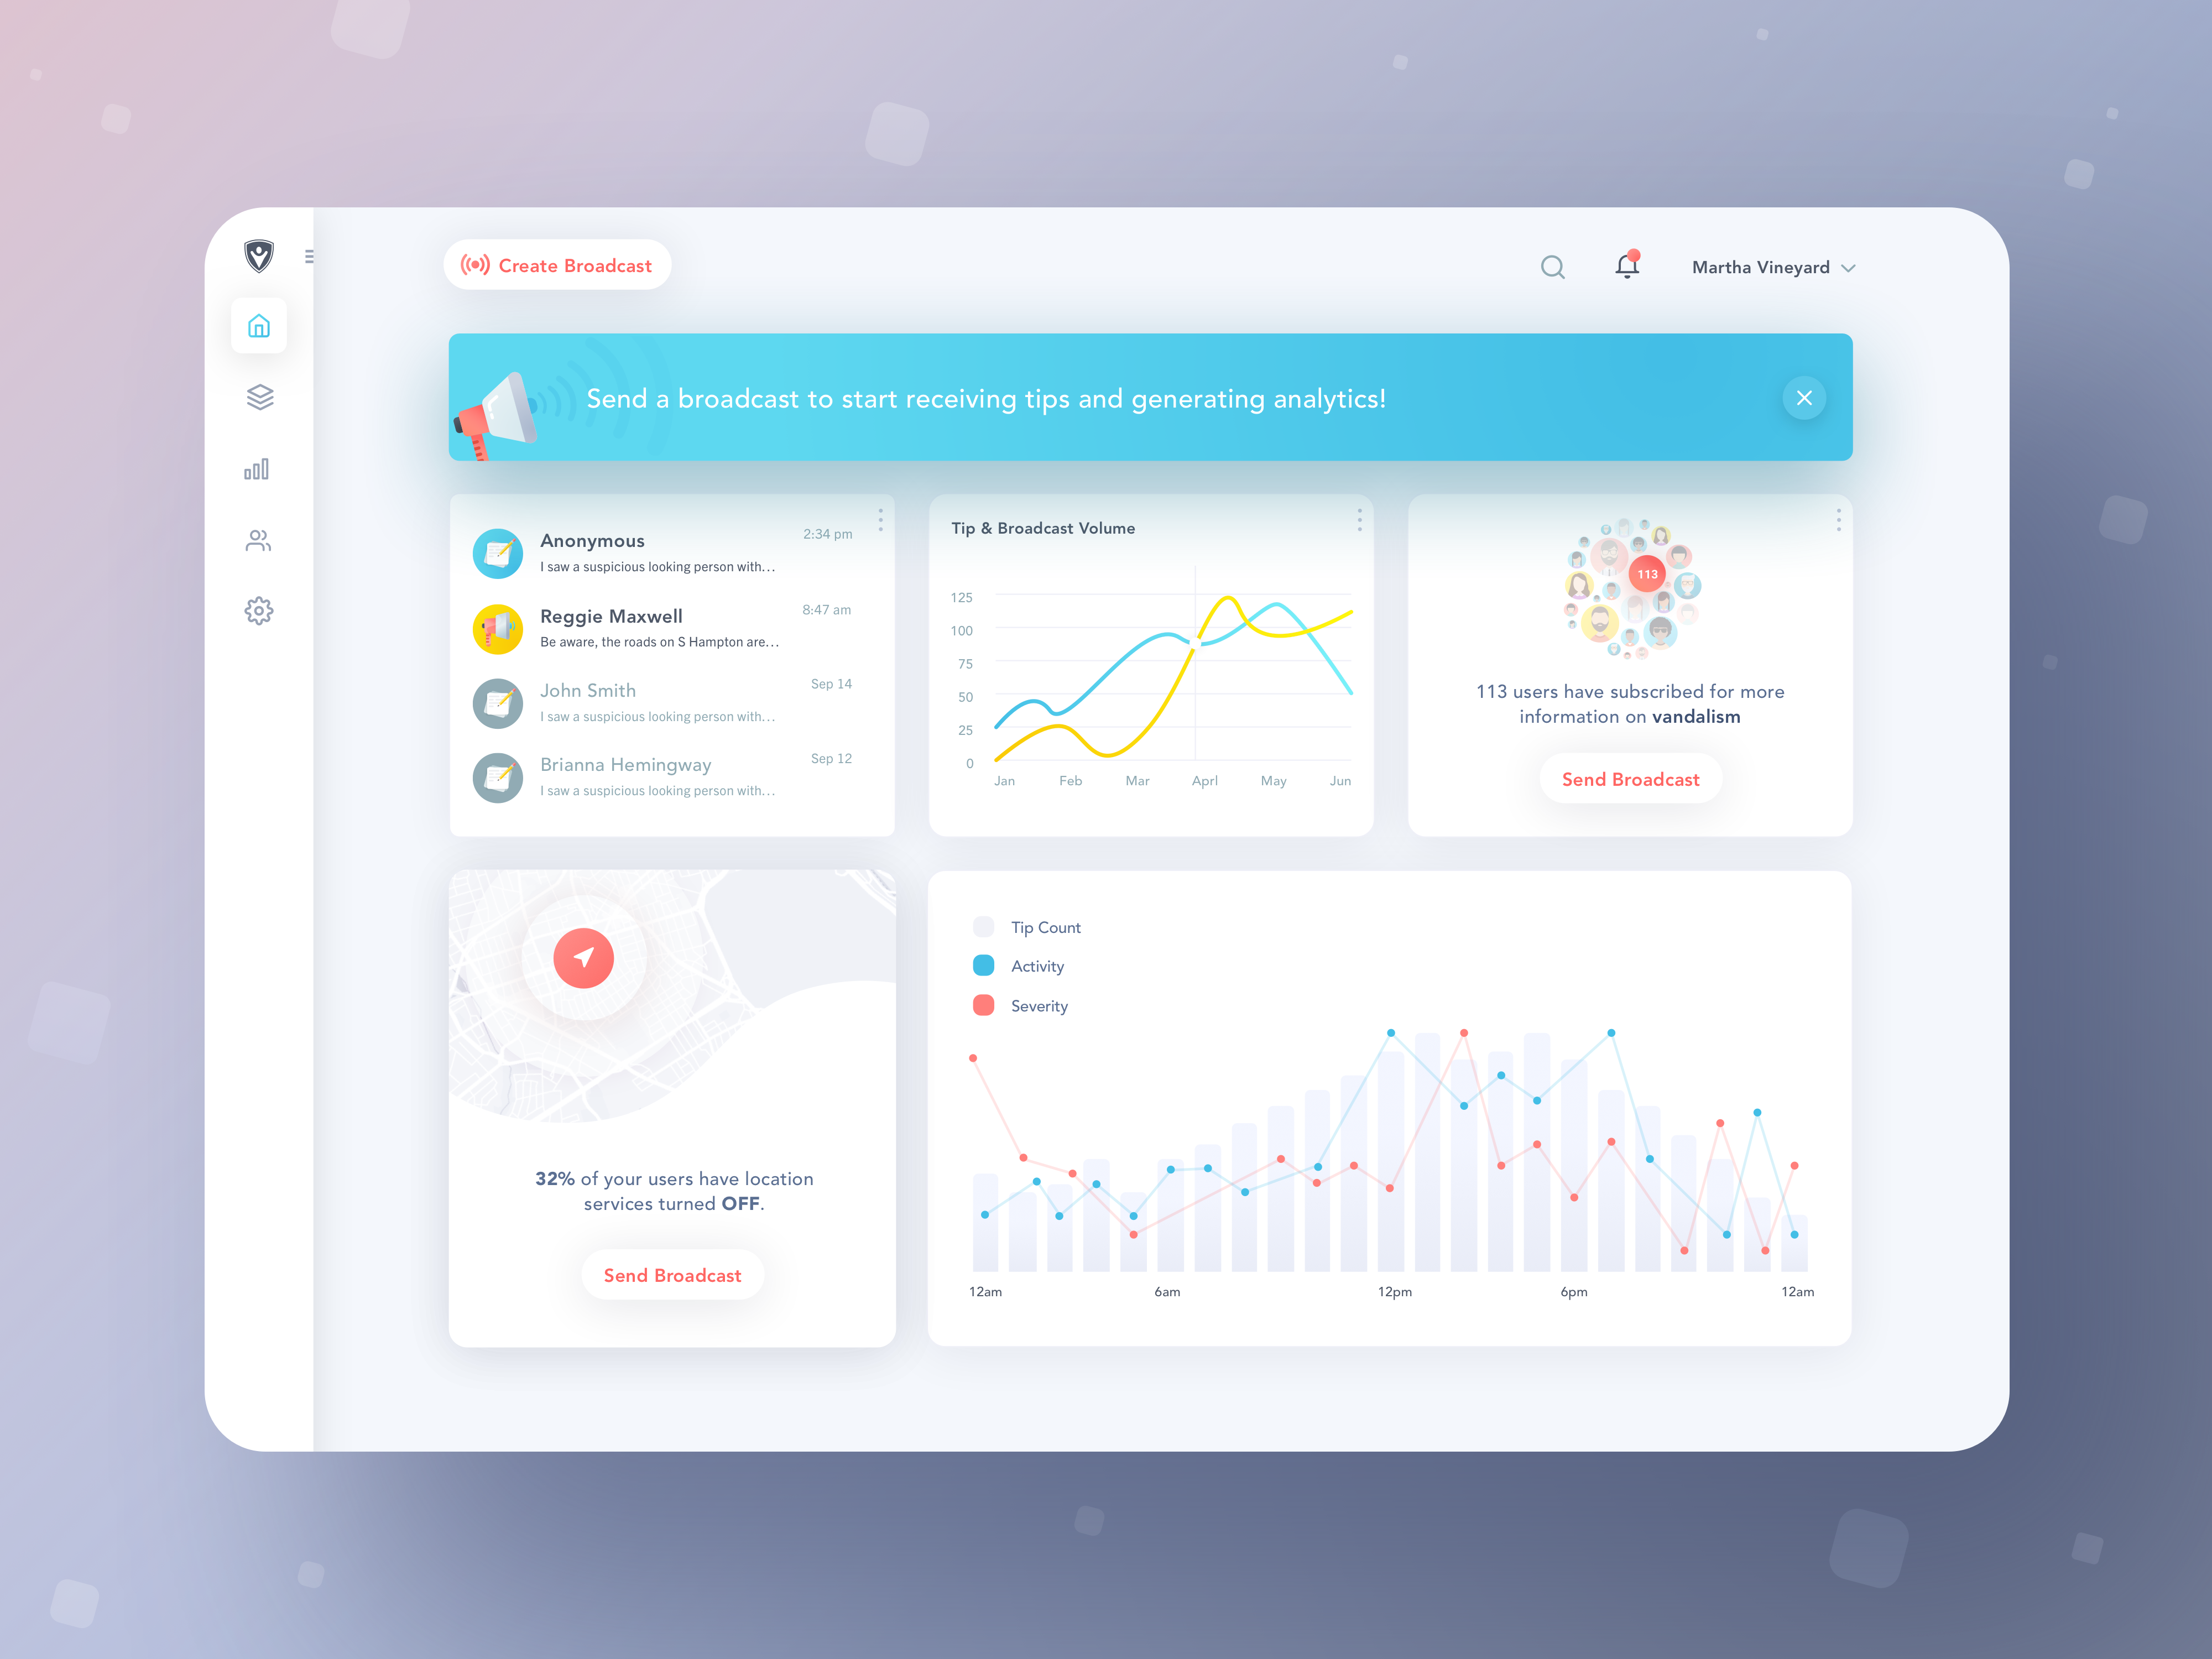 Create Broadcast
Martha Vineyard
Send a broadcast to start receiving tips and generating analytics!
Anonymous
2:34 pm
I saw a suspicious looking person with...
Reggie Maxwell
8:47 am
Be aware, the roads on S Hampton are...
John Smith
Sep 14
I saw a suspicious looking person with...
Brianna Hemingway
Sep 12
I saw a suspicious looking person with...
Tip & Broadcast Volume
125
100
75
50
25
0
Jan Feb Mar Aprl May Jun
113
113 users have subscribed for more
information on vandalism
Send Broadcast
32% of your users have location
services turned OFF.
Send Broadcast
Tip Count
Activity
Severity
12am 6am 12pm 6pm 12am